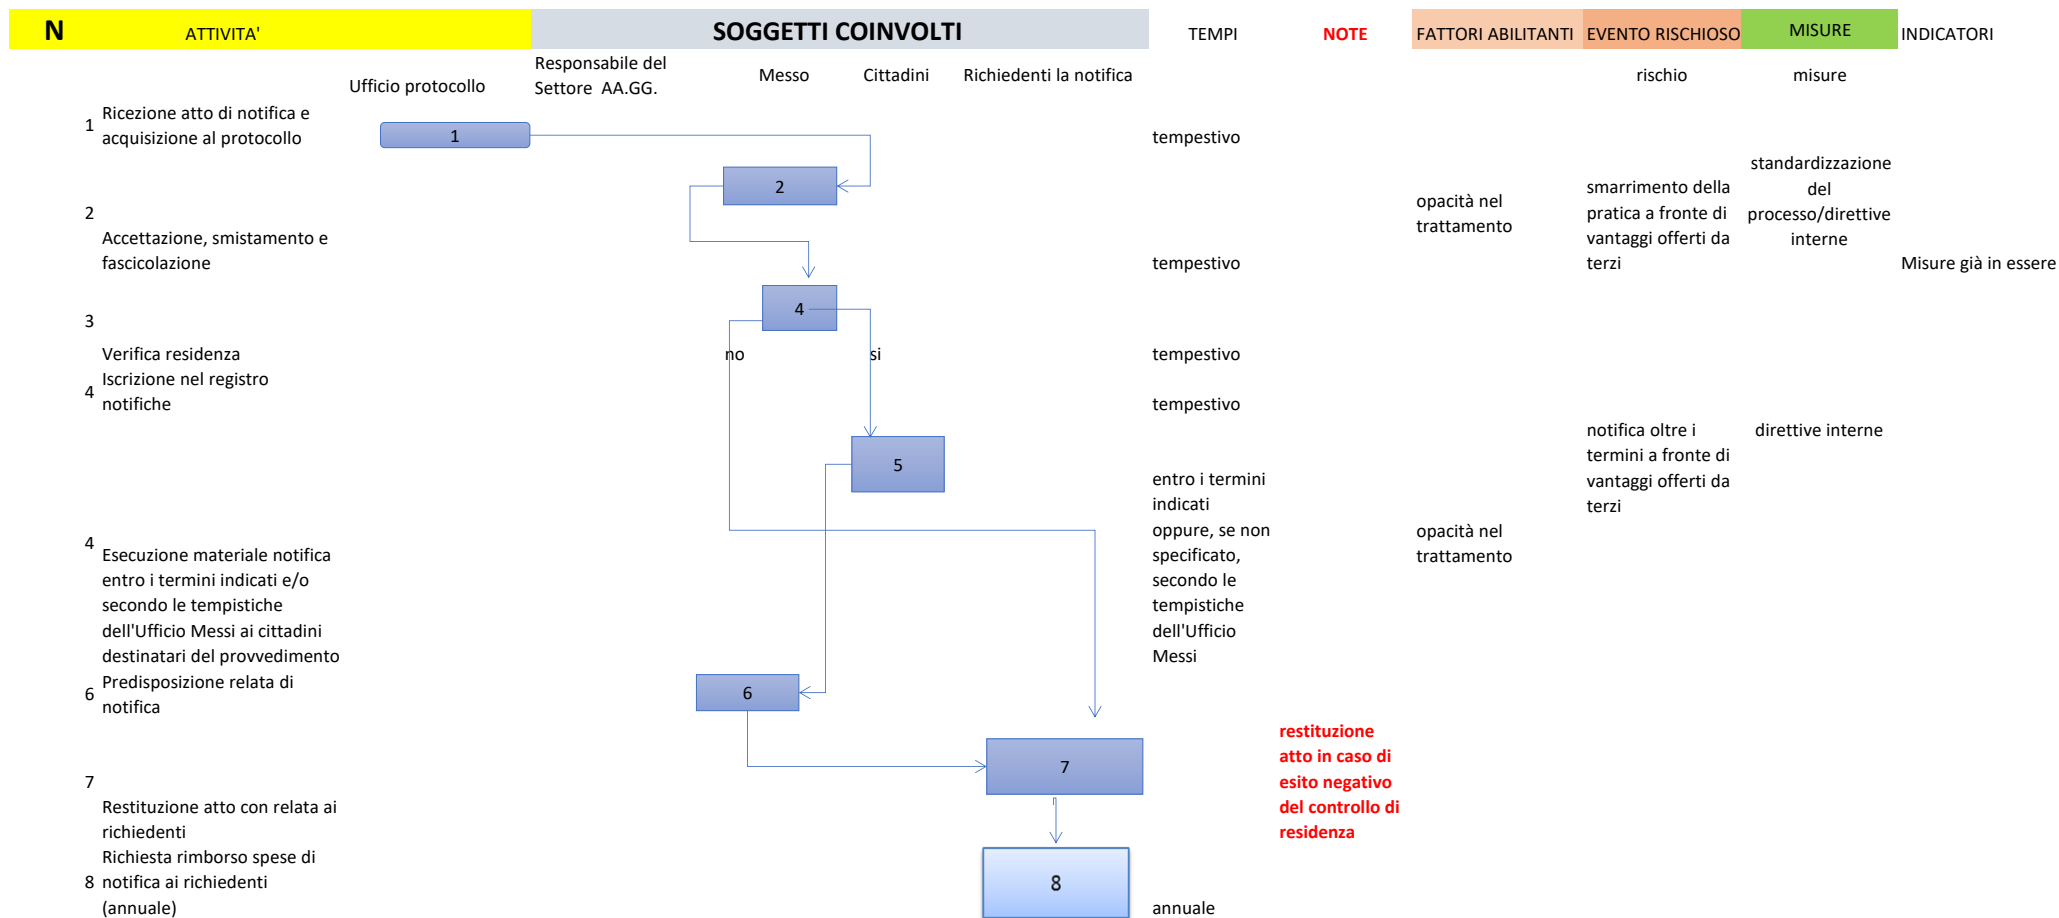 N ATTIVITA' SOGGETTI COINVOLTI TEMPI NOTE FATTORI ABILITANTI EVENTO RISCHIOSO MISURE INDICATORI
Ufficio protocollo
Responsabile del
Settore AA.GG.
Messo
Cittadini
Richiedenti la notifica
rischio
misure
1
Ricezione atto di notifica e
acquisizione al protocollo
1
tempestivo
2
2
Accettazione, smistamento e
fascicolazione
tempestivo
opacità nel
trattamento
smarrimento della
pratica a fronte di
vantaggi offerti da
terzi
standardizzazione
del
processo/direttive
interne
Misure già in essere
4
3
Verifica residenza
no
si
tempestivo
4
Iscrizione nel registro
notifiche
tempestivo
5
notifica oltre i
termini a fronte di
vantaggi offerti da
terzi
direttive interne
4
Esecuzione materiale notifica
entro i termini indicati e/o
secondo le tempistiche
dell'Ufficio Messi ai cittadini
destinatari del provvedimento
entro i termini
indicati
oppure, se non
specificato,
secondo le
tempistiche
dell'Ufficio
Messi
opacità nel
trattamento
6
Predisposizione relata di
notifica
6
7
Restituzione atto con relata ai
richiedenti
7
restituzione
atto in caso di
esito negativo
del controllo di
residenza
8
Richiesta rimborso spese di
notifica ai richiedenti
(annuale)
8
annuale